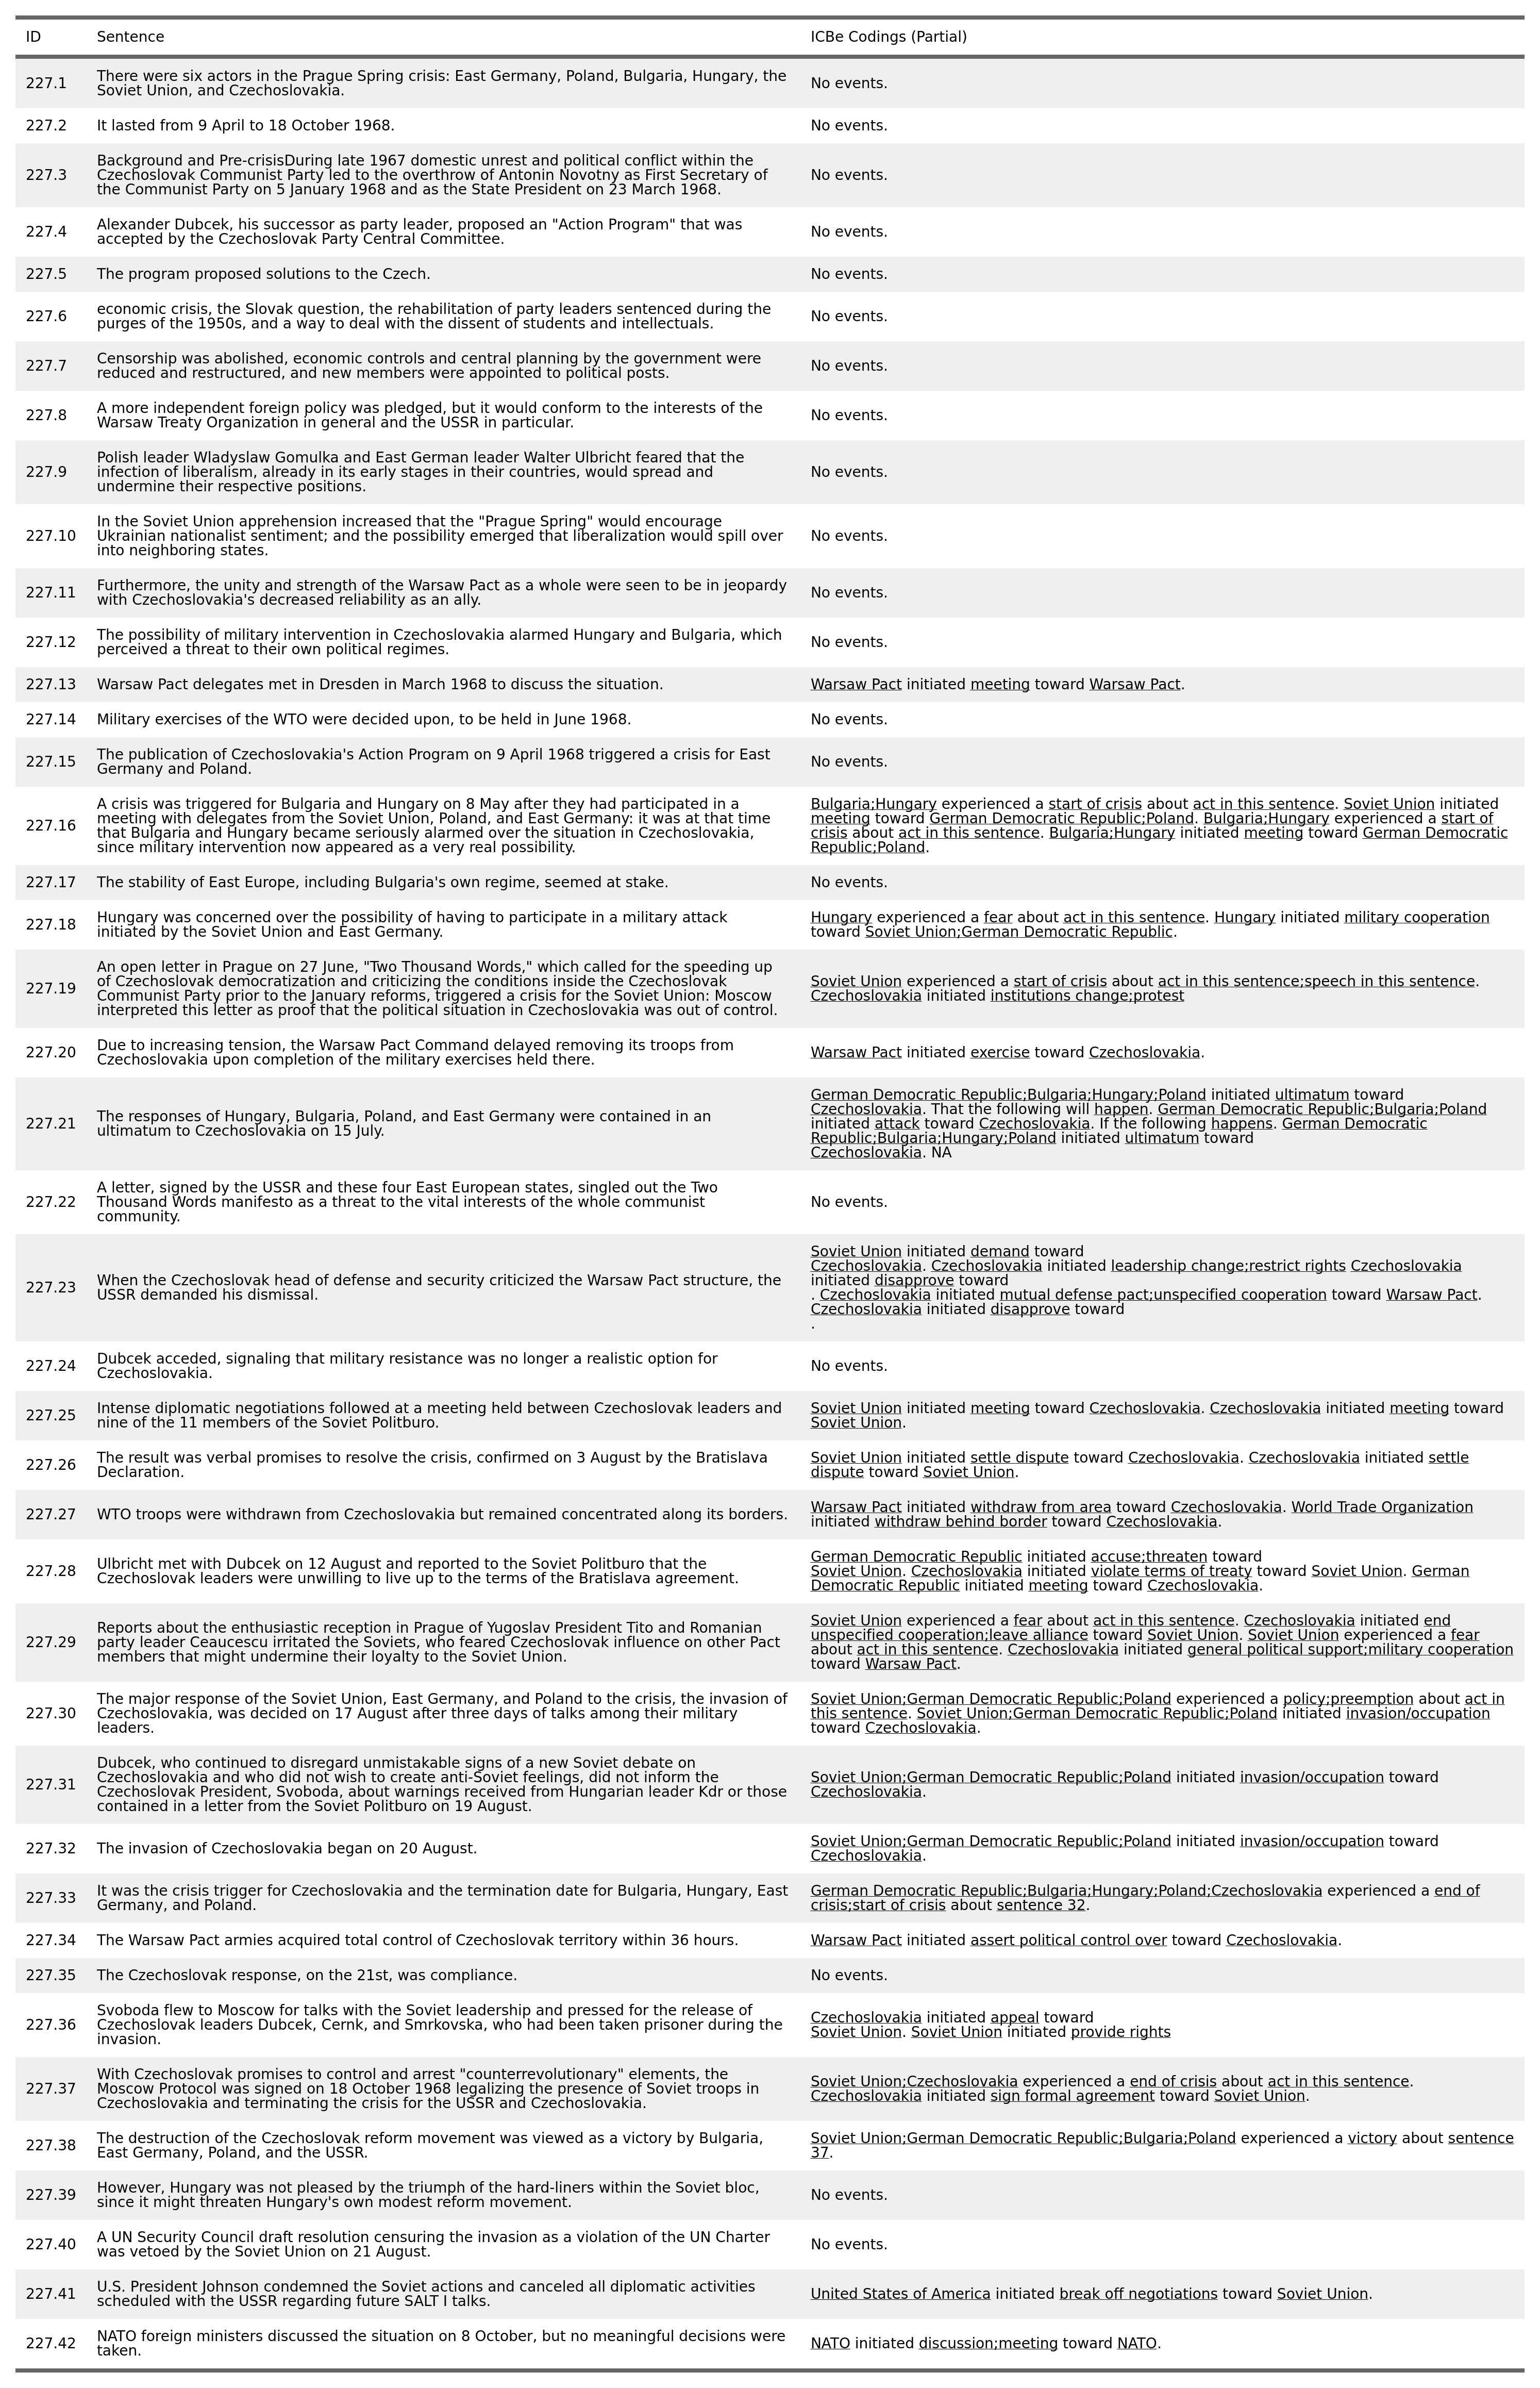 ID Sentence ICBe Codings (Partial)
227.1 There were six actors in the Prague Spring crisis: East Germany, Poland, Bulgaria, Hungary, the
Soviet Union, and Czechoslovakia.
No events.
227.2 It lasted from 9 April to 18 October 1968. No events.
227.3 Background and Pre-crisisDuring late 1967 domestic unrest and political conflict within the
Czechoslovak Communist Party led to the overthrow of Antonin Novotny as First Secretary of
the Communist Party on 5 January 1968 and as the State President on 23 March 1968.
No events.
227.4 Alexander Dubcek, his successor as party leader, proposed an "Action Program" that was
accepted by the Czechoslovak Party Central Committee.
No events.
227.5 The program proposed solutions to the Czech. No events.
227.6 economic crisis, the Slovak question, the rehabilitation of party leaders sentenced during the
purges of the 1950s, and a way to deal with the dissent of students and intellectuals.
No events.
227.7 Censorship was abolished, economic controls and central planning by the government were
reduced and restructured, and new members were appointed to political posts.
No events.
227.8 A more independent foreign policy was pledged, but it would conform to the interests of the
Warsaw Treaty Organization in general and the USSR in particular.
No events.
227.9 Polish leader Wladyslaw Gomulka and East German leader Walter Ulbricht feared that the
infection of liberalism, already in its early stages in their countries, would spread and
undermine their respective positions.
No events.
227.10 In the Soviet Union apprehension increased that the "Prague Spring" would encourage
Ukrainian nationalist sentiment; and the possibility emerged that liberalization would spill over
into neighboring states.
No events.
227.11 Furthermore, the unity and strength of the Warsaw Pact as a whole were seen to be in jeopardy
with Czechoslovakia's decreased reliability as an ally.
No events.
227.12 The possibility of military intervention in Czechoslovakia alarmed Hungary and Bulgaria, which
perceived a threat to their own political regimes.
No events.
227.13 Warsaw Pact delegates met in Dresden in March 1968 to discuss the situation. Warsaw Pact initiated meeting toward Warsaw Pact.
227.14 Military exercises of the WTO were decided upon, to be held in June 1968. No events.
227.15 The publication of Czechoslovakia's Action Program on 9 April 1968 triggered a crisis for East
Germany and Poland.
No events.
227.16 A crisis was triggered for Bulgaria and Hungary on 8 May after they had participated in a
meeting with delegates from the Soviet Union, Poland, and East Germany: it was at that time
that Bulgaria and Hungary became seriously alarmed over the situation in Czechoslovakia,
since military intervention now appeared as a very real possibility.
Bulgaria;Hungary experienced a start of crisis about act in this sentence. Soviet Union initiated
meeting toward German Democratic Republic;Poland. Bulgaria;Hungary experienced a start of
crisis about act in this sentence. Bulgaria;Hungary initiated meeting toward German Democratic
Republic;Poland.
227.17 The stability of East Europe, including Bulgaria's own regime, seemed at stake. No events.
227.18 Hungary was concerned over the possibility of having to participate in a military attack
initiated by the Soviet Union and East Germany.
Hungary experienced a fear about act in this sentence. Hungary initiated military cooperation
toward Soviet Union;German Democratic Republic.
227.19 An open letter in Prague on 27 June, "Two Thousand Words," which called for the speeding up
of Czechoslovak democratization and criticizing the conditions inside the Czechoslovak
Communist Party prior to the January reforms, triggered a crisis for the Soviet Union: Moscow
interpreted this letter as proof that the political situation in Czechoslovakia was out of control.
Soviet Union experienced a start of crisis about act in this sentence;speech in this sentence.
Czechoslovakia initiated institutions change;protest
227.20 Due to increasing tension, the Warsaw Pact Command delayed removing its troops from
Czechoslovakia upon completion of the military exercises held there.
Warsaw Pact initiated exercise toward Czechoslovakia.
227.21 The responses of Hungary, Bulgaria, Poland, and East Germany were contained in an
ultimatum to Czechoslovakia on 15 July.
German Democratic Republic;Bulgaria;Hungary;Poland initiated ultimatum toward
Czechoslovakia. That the following will happen. German Democratic Republic;Bulgaria;Poland
initiated attack toward Czechoslovakia. If the following happens. German Democratic
Republic;Bulgaria;Hungary;Poland initiated ultimatum toward
Czechoslovakia. NA
227.22 A letter, signed by the USSR and these four East European states, singled out the Two
Thousand Words manifesto as a threat to the vital interests of the whole communist
community.
No events.
227.23 When the Czechoslovak head of defense and security criticized the Warsaw Pact structure, the
USSR demanded his dismissal.
Soviet Union initiated demand toward
Czechoslovakia. Czechoslovakia initiated leadership change;restrict rights Czechoslovakia
initiated disapprove toward
. Czechoslovakia initiated mutual defense pact;unspecified cooperation toward Warsaw Pact.
Czechoslovakia initiated disapprove toward
.
227.24 Dubcek acceded, signaling that military resistance was no longer a realistic option for
Czechoslovakia.
No events.
227.25 Intense diplomatic negotiations followed at a meeting held between Czechoslovak leaders and
nine of the 11 members of the Soviet Politburo.
Soviet Union initiated meeting toward Czechoslovakia. Czechoslovakia initiated meeting toward
Soviet Union.
227.26 The result was verbal promises to resolve the crisis, confirmed on 3 August by the Bratislava
Declaration.
Soviet Union initiated settle dispute toward Czechoslovakia. Czechoslovakia initiated settle
dispute toward Soviet Union.
227.27 WTO troops were withdrawn from Czechoslovakia but remained concentrated along its borders.
Warsaw Pact initiated withdraw from area toward Czechoslovakia. World Trade Organization
initiated withdraw behind border toward Czechoslovakia.
227.28 Ulbricht met with Dubcek on 12 August and reported to the Soviet Politburo that the
Czechoslovak leaders were unwilling to live up to the terms of the Bratislava agreement.
German Democratic Republic initiated accuse;threaten toward
Soviet Union. Czechoslovakia initiated violate terms of treaty toward Soviet Union. German
Democratic Republic initiated meeting toward Czechoslovakia.
227.29 Reports about the enthusiastic reception in Prague of Yugoslav President Tito and Romanian
party leader Ceaucescu irritated the Soviets, who feared Czechoslovak influence on other Pact
members that might undermine their loyalty to the Soviet Union.
Soviet Union experienced a fear about act in this sentence. Czechoslovakia initiated end
unspecified cooperation;leave alliance toward Soviet Union. Soviet Union experienced a fear
about act in this sentence. Czechoslovakia initiated general political support;military cooperation
toward Warsaw Pact.
227.30 The major response of the Soviet Union, East Germany, and Poland to the crisis, the invasion of
Czechoslovakia, was decided on 17 August after three days of talks among their military
leaders.
Soviet Union;German Democratic Republic;Poland experienced a policy;preemption about act in
this sentence. Soviet Union;German Democratic Republic;Poland initiated invasion/occupation
toward Czechoslovakia.
227.31 Dubcek, who continued to disregard unmistakable signs of a new Soviet debate on
Czechoslovakia and who did not wish to create anti-Soviet feelings, did not inform the
Czechoslovak President, Svoboda, about warnings received from Hungarian leader Kdr or those
contained in a letter from the Soviet Politburo on 19 August.
Soviet Union;German Democratic Republic;Poland initiated invasion/occupation toward
Czechoslovakia.
227.32 The invasion of Czechoslovakia began on 20 August.
Soviet Union;German Democratic Republic;Poland initiated invasion/occupation toward
Czechoslovakia.
227.33 It was the crisis trigger for Czechoslovakia and the termination date for Bulgaria, Hungary, East
Germany, and Poland.
German Democratic Republic;Bulgaria;Hungary;Poland;Czechoslovakia experienced a end of
crisis;start of crisis about sentence 32.
227.34 The Warsaw Pact armies acquired total control of Czechoslovak territory within 36 hours. Warsaw Pact initiated assert political control over toward Czechoslovakia.
227.35 The Czechoslovak response, on the 21st, was compliance. No events.
227.36 Svoboda flew to Moscow for talks with the Soviet leadership and pressed for the release of
Czechoslovak leaders Dubcek, Cernk, and Smrkovska, who had been taken prisoner during the
invasion.
Czechoslovakia initiated appeal toward
Soviet Union. Soviet Union initiated provide rights
227.37 With Czechoslovak promises to control and arrest "counterrevolutionary" elements, the
Moscow Protocol was signed on 18 October 1968 legalizing the presence of Soviet troops in
Czechoslovakia and terminating the crisis for the USSR and Czechoslovakia.
Soviet Union;Czechoslovakia experienced a end of crisis about act in this sentence.
Czechoslovakia initiated sign formal agreement toward Soviet Union.
227.38 The destruction of the Czechoslovak reform movement was viewed as a victory by Bulgaria,
East Germany, Poland, and the USSR.
Soviet Union;German Democratic Republic;Bulgaria;Poland experienced a victory about sentence
37.
227.39 However, Hungary was not pleased by the triumph of the hard-liners within the Soviet bloc,
since it might threaten Hungary's own modest reform movement.
No events.
227.40 A UN Security Council draft resolution censuring the invasion as a violation of the UN Charter
was vetoed by the Soviet Union on 21 August.
No events.
227.41 U.S. President Johnson condemned the Soviet actions and canceled all diplomatic activities
scheduled with the USSR regarding future SALT I talks.
United States of America initiated break off negotiations toward Soviet Union.
227.42 NATO foreign ministers discussed the situation on 8 October, but no meaningful decisions were
taken.
NATO initiated discussion;meeting toward NATO.